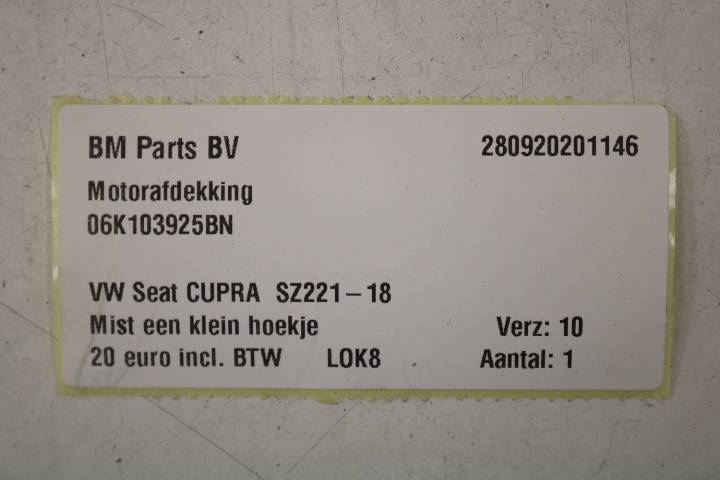 BM Parts BV 280920201146
Motorafdekking
06K103925BN
VW Seat CUPRA SZ221-18
Mist een klein hoekje Verz: 10
20 euro incl. BTW LOK8 Aantal: 1